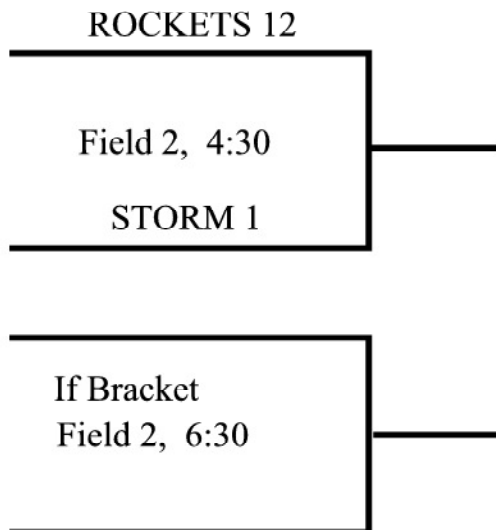 ROCKETS 12
Field 2, 4:30
STORM 1
If Bracket
Field 2, 6:30